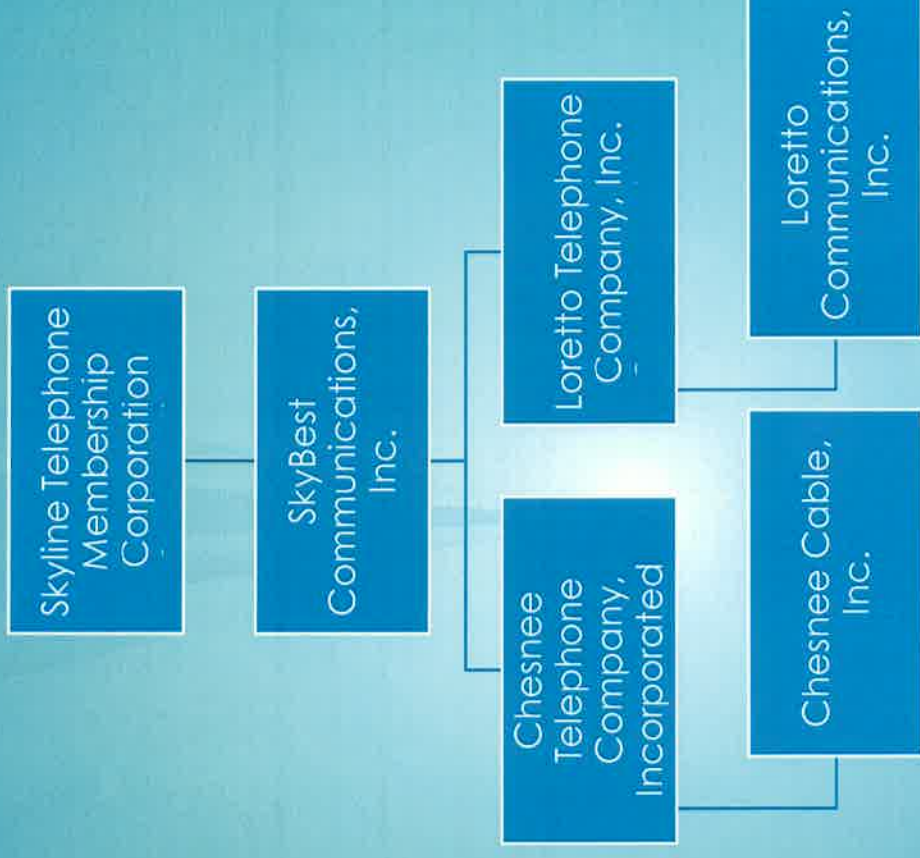 Skyline Telephone
Membership
Corporation
SkyBest
Communications,
Inc.
Chesnee
Telephone
Company,
Incorporated
Loretto Telephone
Company, Inc.
Chesnee Cable,
Inc.
Loretto
Communications,
Inc.